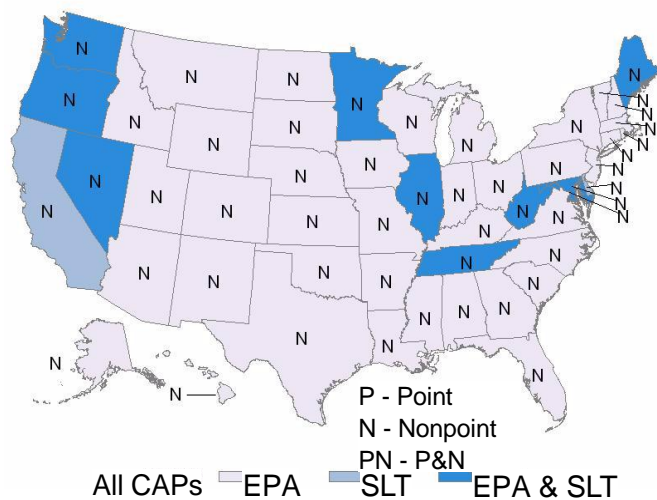 N N N N
N N
N N N N N N
N N N
N N
N N N N N
N N N N N
N N N N N N N N
N N
N N
N N N N N N
N
N N N
N N
N
N N
P - Point
N - Nonpoint
PN - P&N
All CAPs EPA SLT EPA & SLT